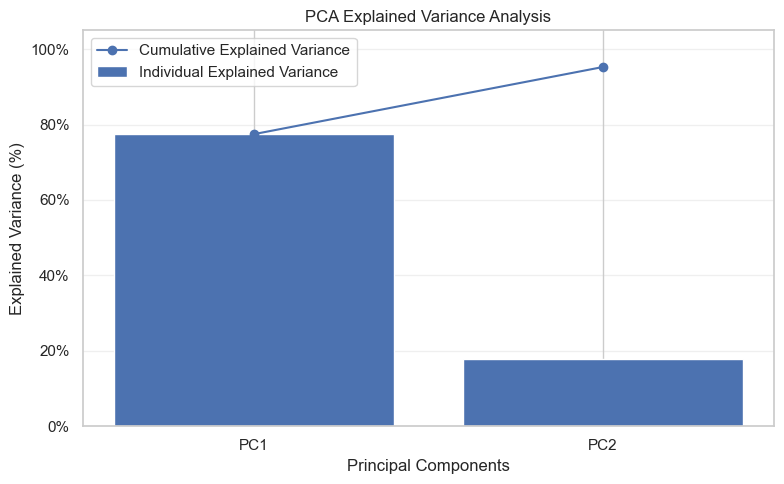 PCA Explained Variance Analysis
Cumulative Explained Variance
Individual Explained Variance
Explained Variance (%)
100%
80%
60%
40%
20%
0%
PC1
PC2
Principal Components